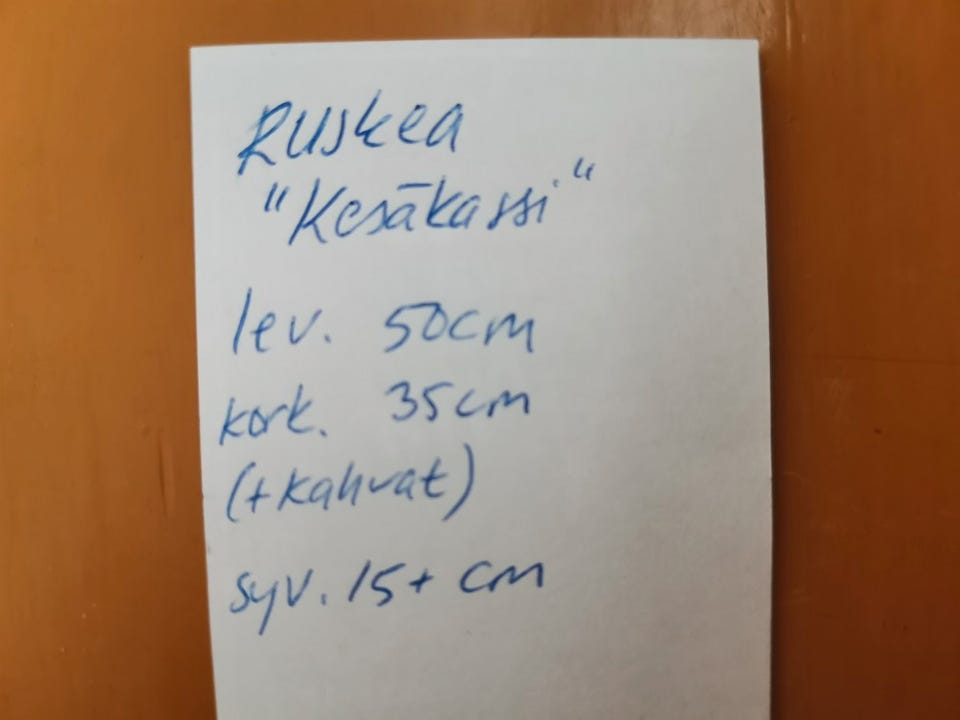 Ruskea
"Kesäkassi"
lev. 50cm
kork. 35cm
(+kahvat)
syv. 15+ cm